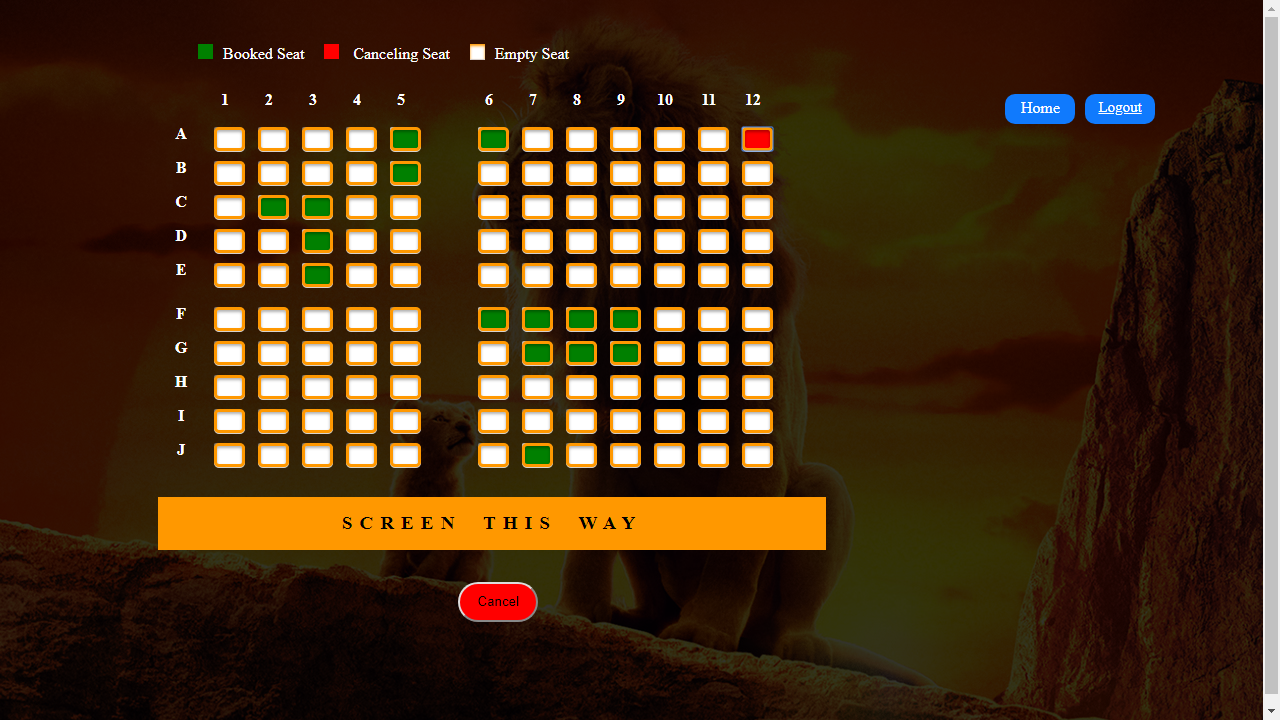 Booked Seat Canceling Seat Empty Seat
1 2 3 4 5 6 7 8 9 10 11 12
Home Logout
A
B
C
D
E
F
G
H
I
J
SCREEN THIS WAY
Cancel